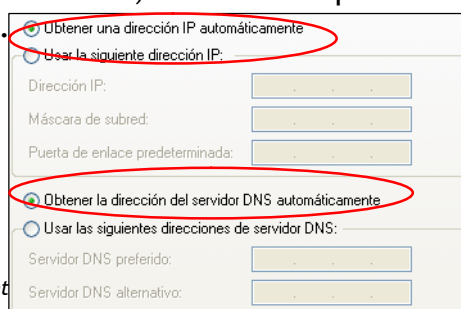 Obtener una dirección IP automáticamente
Usar la siguiente dirección IP:
Dirección IP:
Máscara de subred:
Puerta de enlace predeterminada:
Obtener la dirección del servidor DNS automáticamente
Usar las siguientes direcciones de servidor DNS:
Servidor DNS preferido:
t
Servidor DNS alternativo: